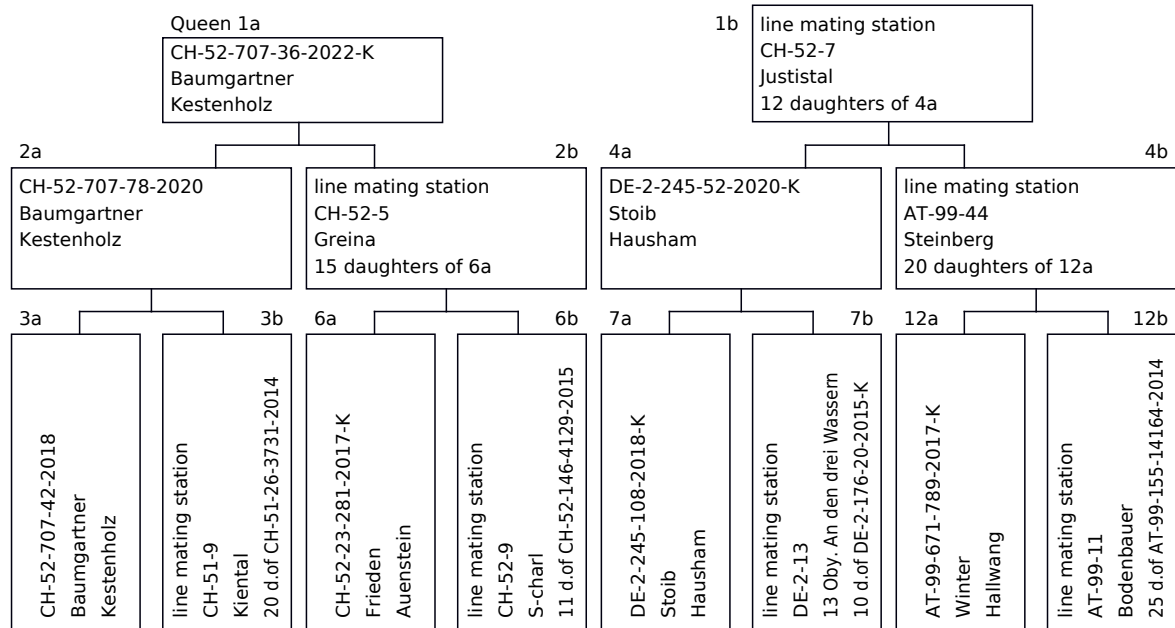 Queen 1a
CH-52-707-36-2022-K
Baumgartner
Kestenholz
1b
line mating station
CH-52-7
Justistal
12 daughters of 4a
2a
CH-52-707-78-2020
Baumgartner
Kestenholz
2b
line mating station
CH-52-5
Greina
15 daughters of 6a
4a
DE-2-245-52-2020-K
Stoib
Hausham
4b
line mating station
AT-99-44
Steinberg
20 daughters of 12a
3a
CH-52-707-42-2018
Baumgartner
Kestenholz
3b
line mating station
CH-51-9
Kiental
20 d.of CH-51-26-3731-2014
6a
CH-52-23-281-2017-K
Frieden
Auenstein
6b
line mating station
CH-52-9
S-charl
11 d.of CH-52-146-4129-2015
7a
DE-2-245-108-2018-K
Stoib
Hausham
7b
line mating station
DE-2-13
13 Oby. An den drei Wassern
10 d.of DE-2-176-20-2015-K
12a
AT-99-671-789-2017-K
Winter
Hallwang
12b
line mating station
AT-99-11
Bodenbauer
25 d.of AT-99-155-14164-2014